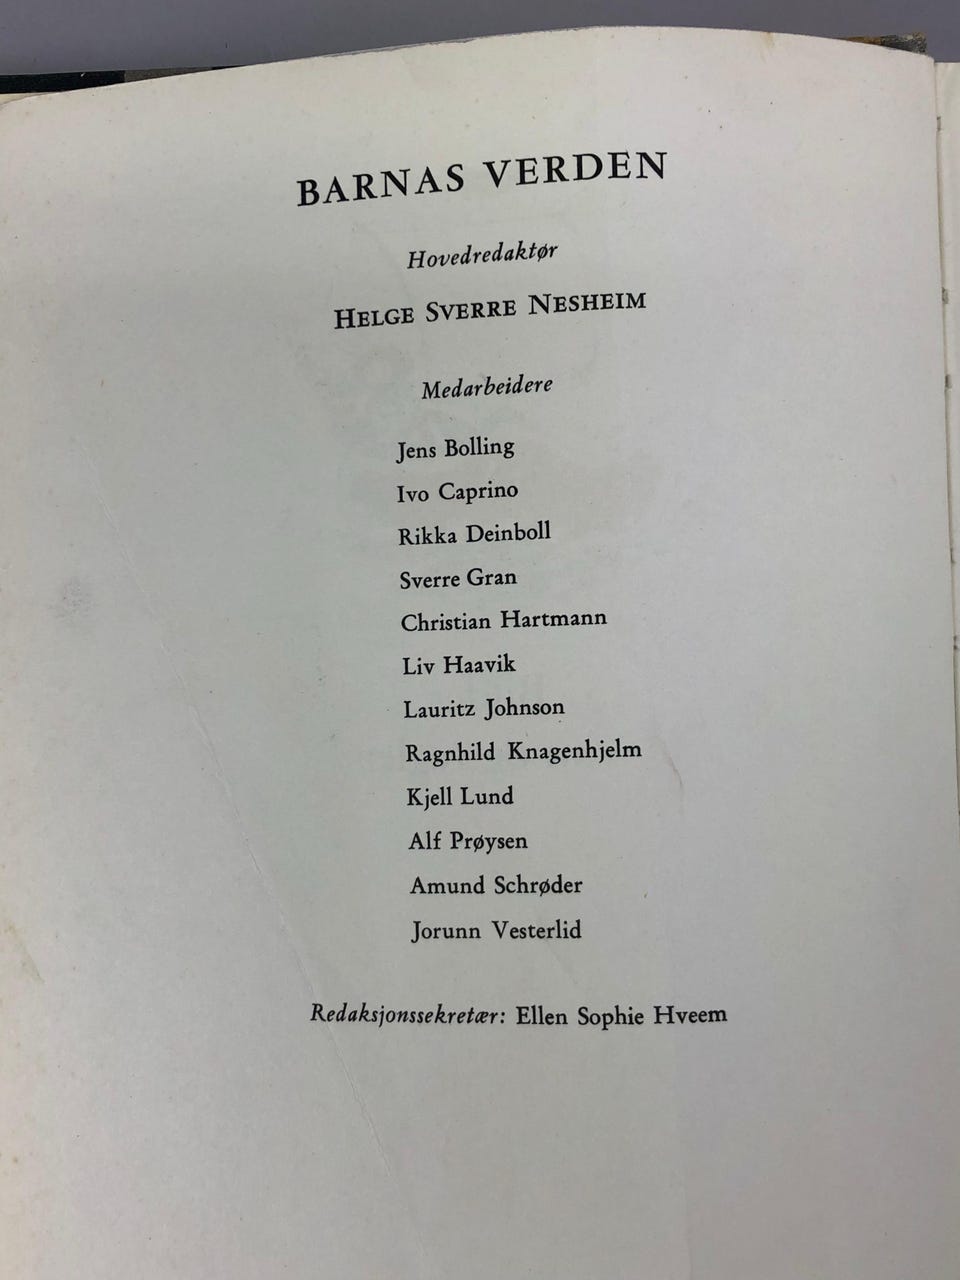 BARNAS VERDEN
Hovedredaktør
HELGE SVERRE NESHEIM
Medarbeidere
Jens Bolling
Ivo Caprino
Rikka Deinboll
Sverre Gran
Christian Hartmann
Liv Haavik
Lauritz Johnson
Ragnhild Knagenhjelm
Kjell Lund
Alf Prøysen
Amund Schrøder
Jorunn Vesterlid
Redaksjonssekretær: Ellen Sophie Hveem